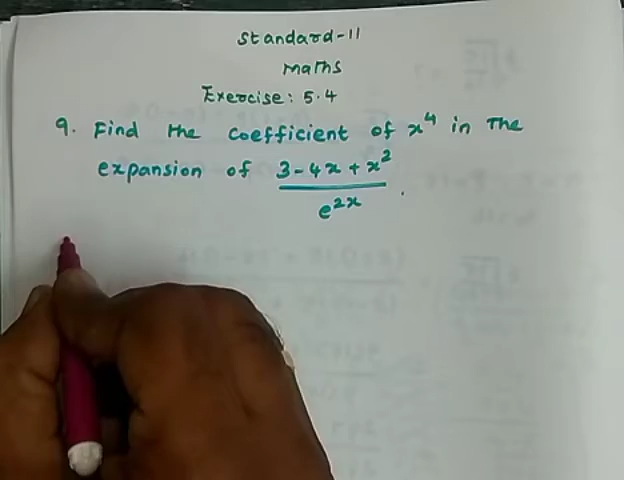 Standard-11
Maths
Exercise: 5.4
9. Find the coefficient of x⁴ in The
expansion of (3-4x+x²)/e²ˣ.